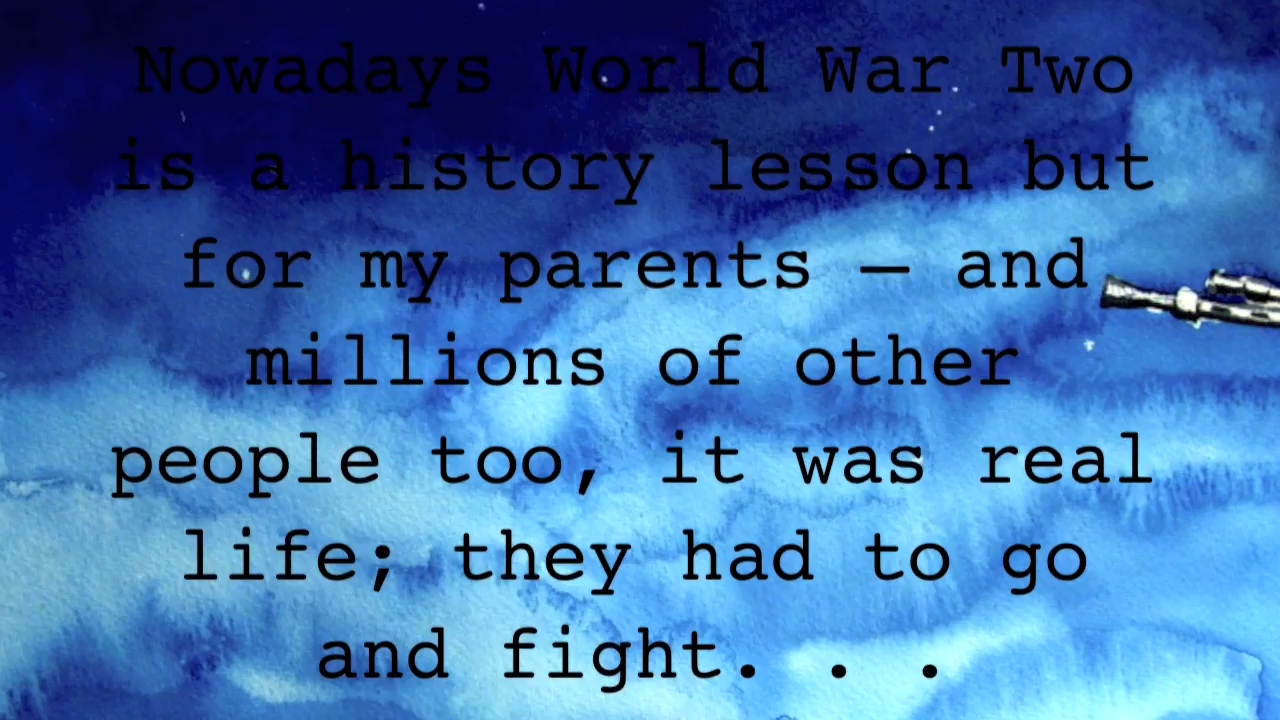 Nowadays World War Two
is a history lesson but
for my parents – and
millions of other
people too, it was real
life; they had to go
and fight. . .